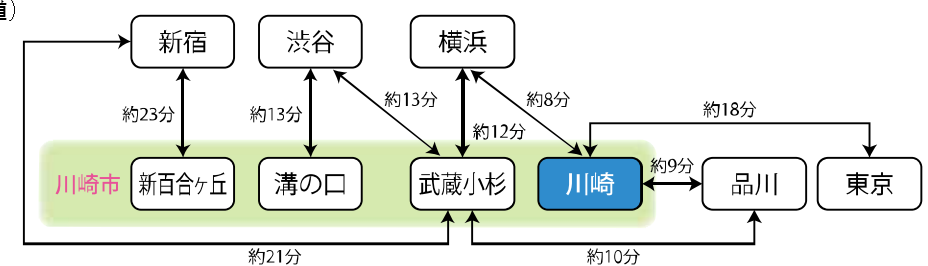 直)
新宿
渋谷
横浜
約23分
約13分
約13分
約12分
約8分
約18分
川崎市
新百合ヶ丘
溝の口
武蔵小杉
川崎
約9分
品川
東京
約21分
約10分